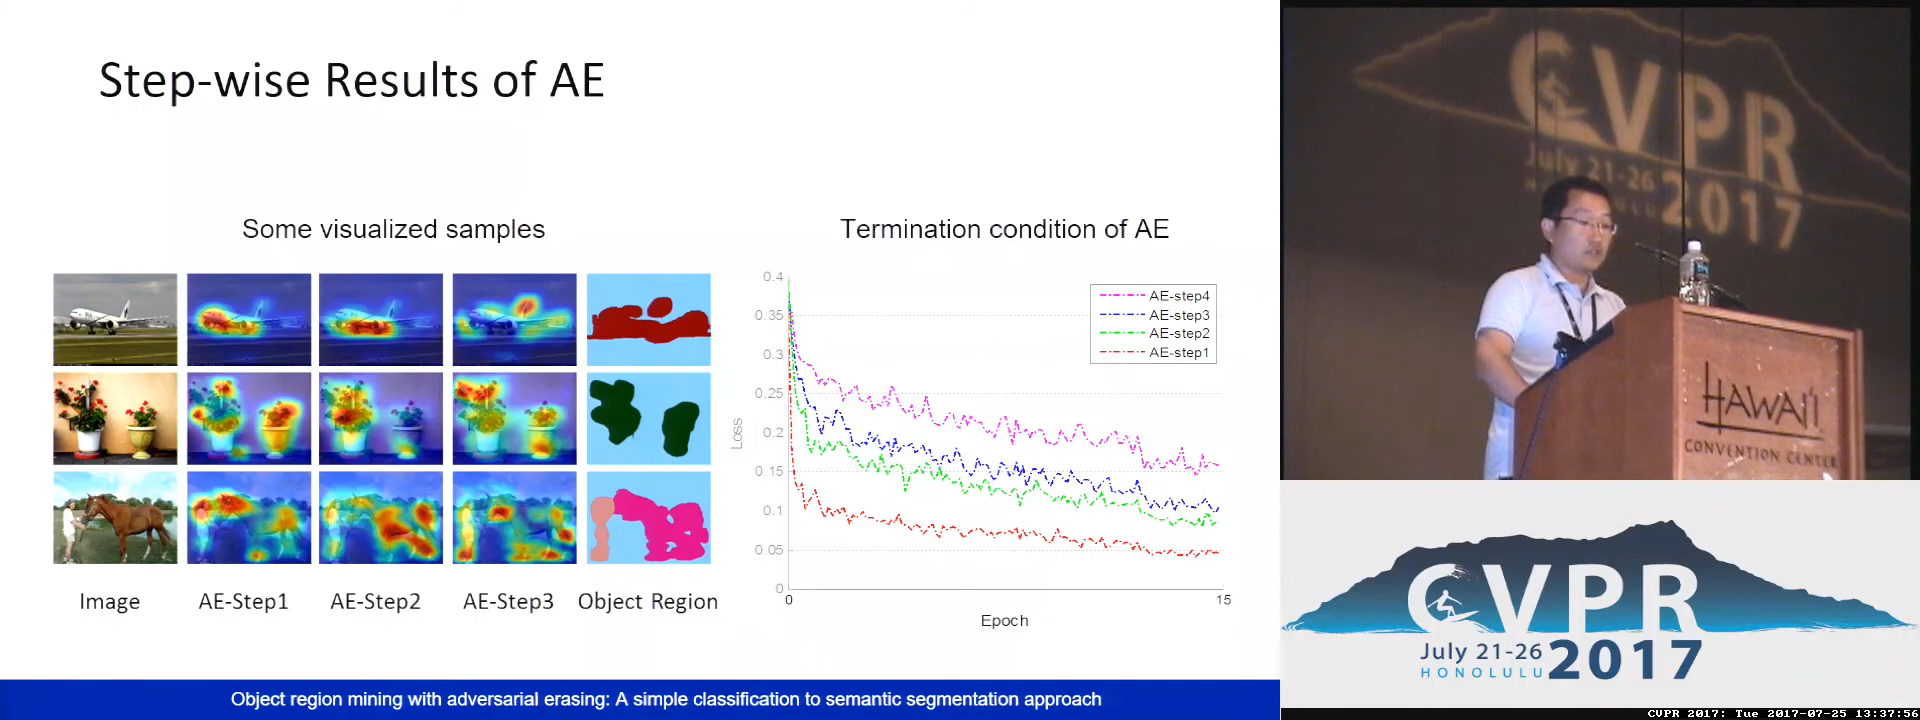 Step-wise Results of AE
Some visualized samples
Termination condition of AE
0.4
0.35
0.3
0.25
0.2
0.15
0.1
0.05
0
Loss
AE-step4
AE-step3
AE-step2
AE-step1
0
15
Epoch
Image
AE-Step1
AE-Step2
AE-Step3
Object Region
Object region mining with adversarial erasing: A simple classification to semantic segmentation approach
CVPR
July 21-26
2017
HAWAI'I
CONVENTION CENTER
CVPR
July 21-26
HONOLULU
2017
CVPR 2017: Tue 2017-07-25 13:37:56